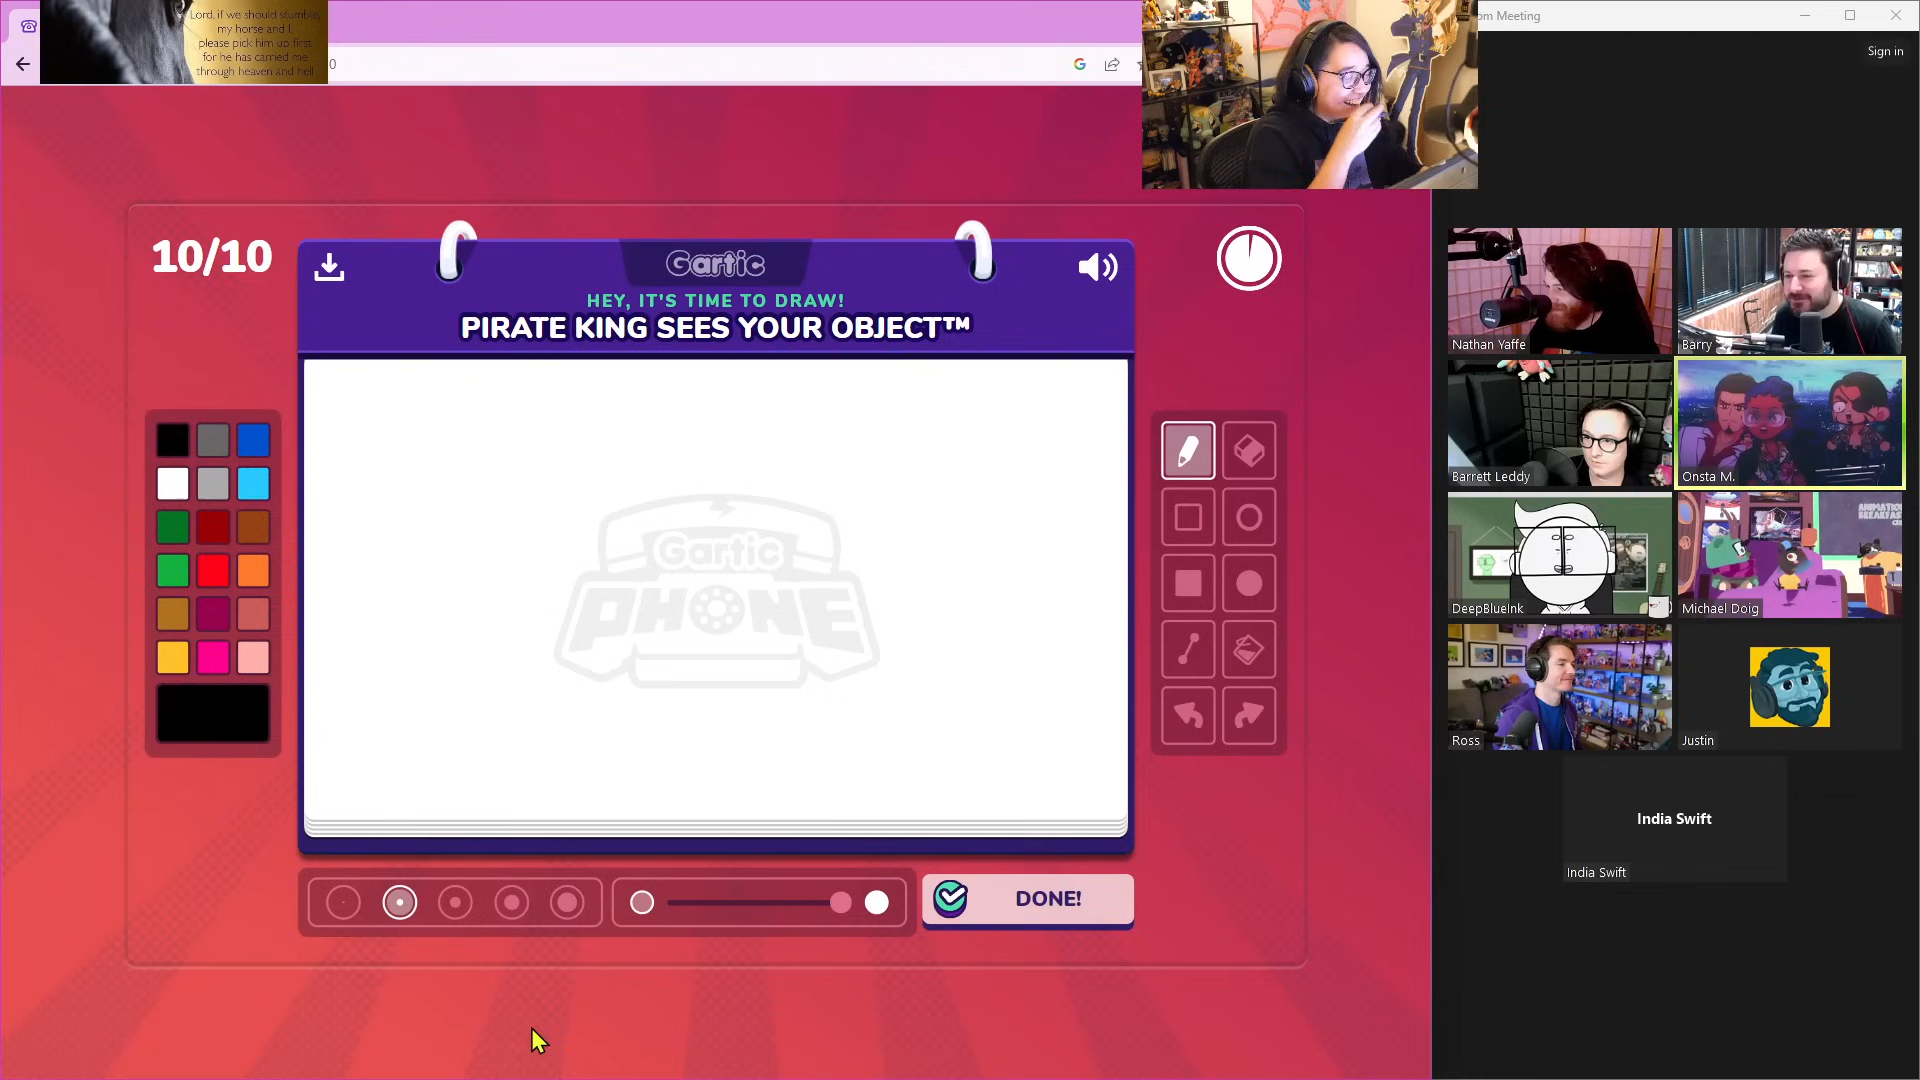 Lord, if we should stumble,
my horse and I
please pick him up first
for he has carried me
through heaven and hell
0
om Meeting
Sign in
10/10
Gartic
HEY, IT'S TIME TO DRAW!
PIRATE KING SEES YOUR OBJECT™
Gartic
PHONE
DONE!
Nathan Yaffe
Barry
Barrett Leddy
Onsta M.
DeepBlueInk
ANIMATION
BREAKFAST
Michael Doig
Ross
Justin
India Swift
India Swift